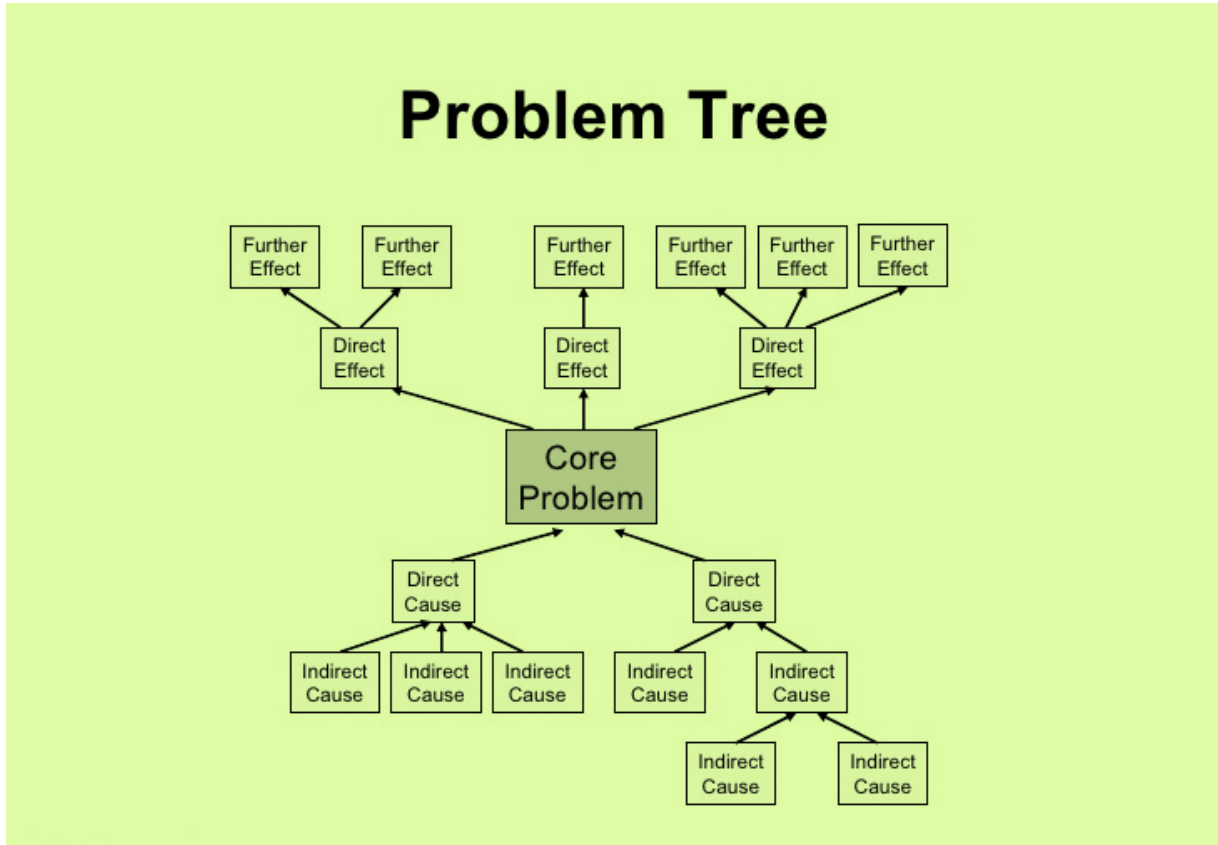 Problem Tree
Further
Effect
Further
Effect
Further
Effect
Further
Effect
Further
Effect
Further
Effect
Direct
Effect
Direct
Effect
Direct
Effect
Core
Problem
Direct
Cause
Direct
Cause
Indirect
Cause
Indirect
Cause
Indirect
Cause
Indirect
Cause
Indirect
Cause
Indirect
Cause
Indirect
Cause